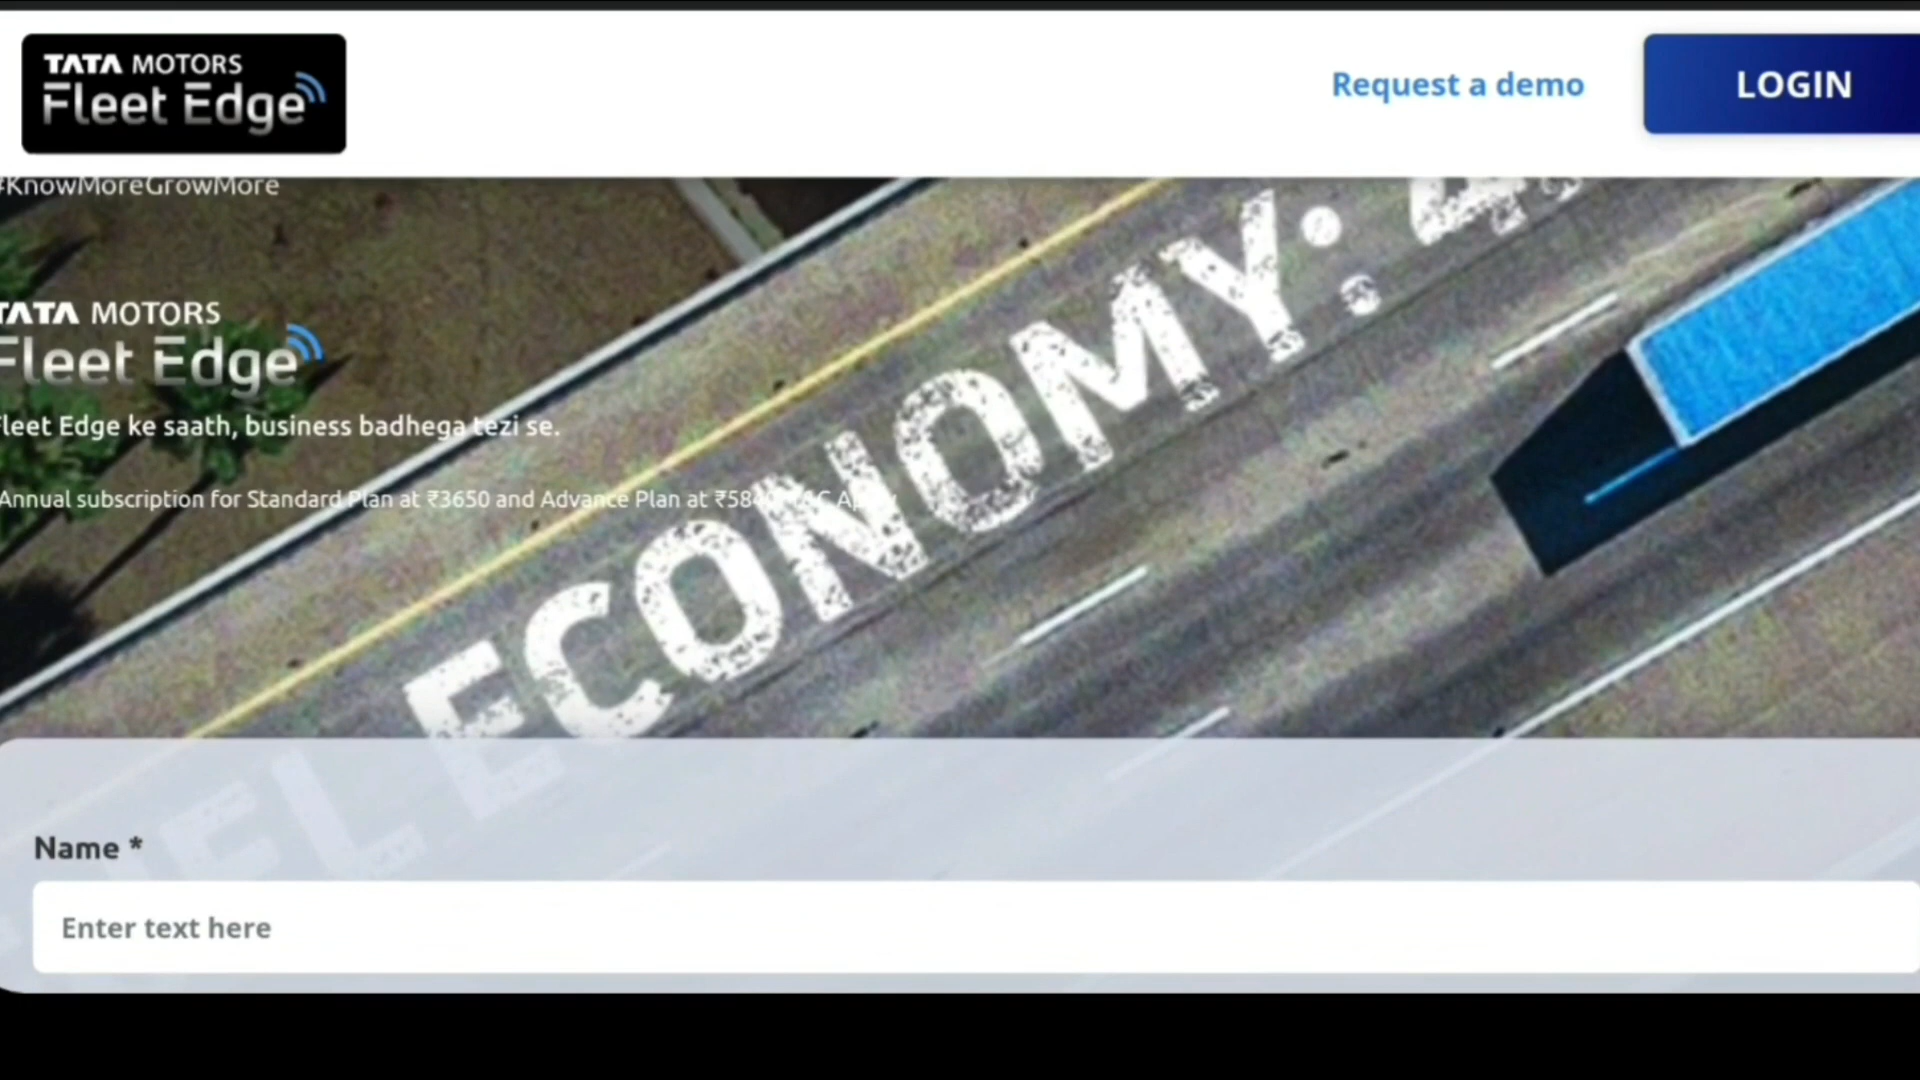 TATA MOTORS
Fleet Edge
Request a demo
LOGIN
#KnowMoreGrowMore
TATA MOTORS
Fleet Edge
Fleet Edge ke saath, business badhega tezi se.
Annual subscription for Standard Plan at ₹3650 and Advance Plan at
ECONOMY:
Name *
Enter text here